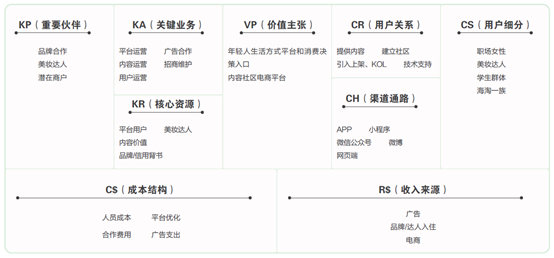 KP（重要伙伴）
品牌合作
美妆达人
潜在商户
KA（关键业务）
平台运营 广告合作
内容运营 招商维护
用户运营
KR（核心资源）
平台用户 美妆达人
内容价值
品牌/信用背书
VP（价值主张）
年轻人生活方式平台和消费决
策入口
内容社区电商平台
CR（用户关系）
提供内容 建立社区
引入上架、KOL 技术支持
CH（渠道通路）
APP 小程序
微信公众号 微博
网页端
CS（用户细分）
职场女性
美妆达人
学生群体
海淘一族
C$（成本结构）
人员成本 平台优化
合作费用 广告支出
R$（收入来源）
广告
品牌/达人入住
电商